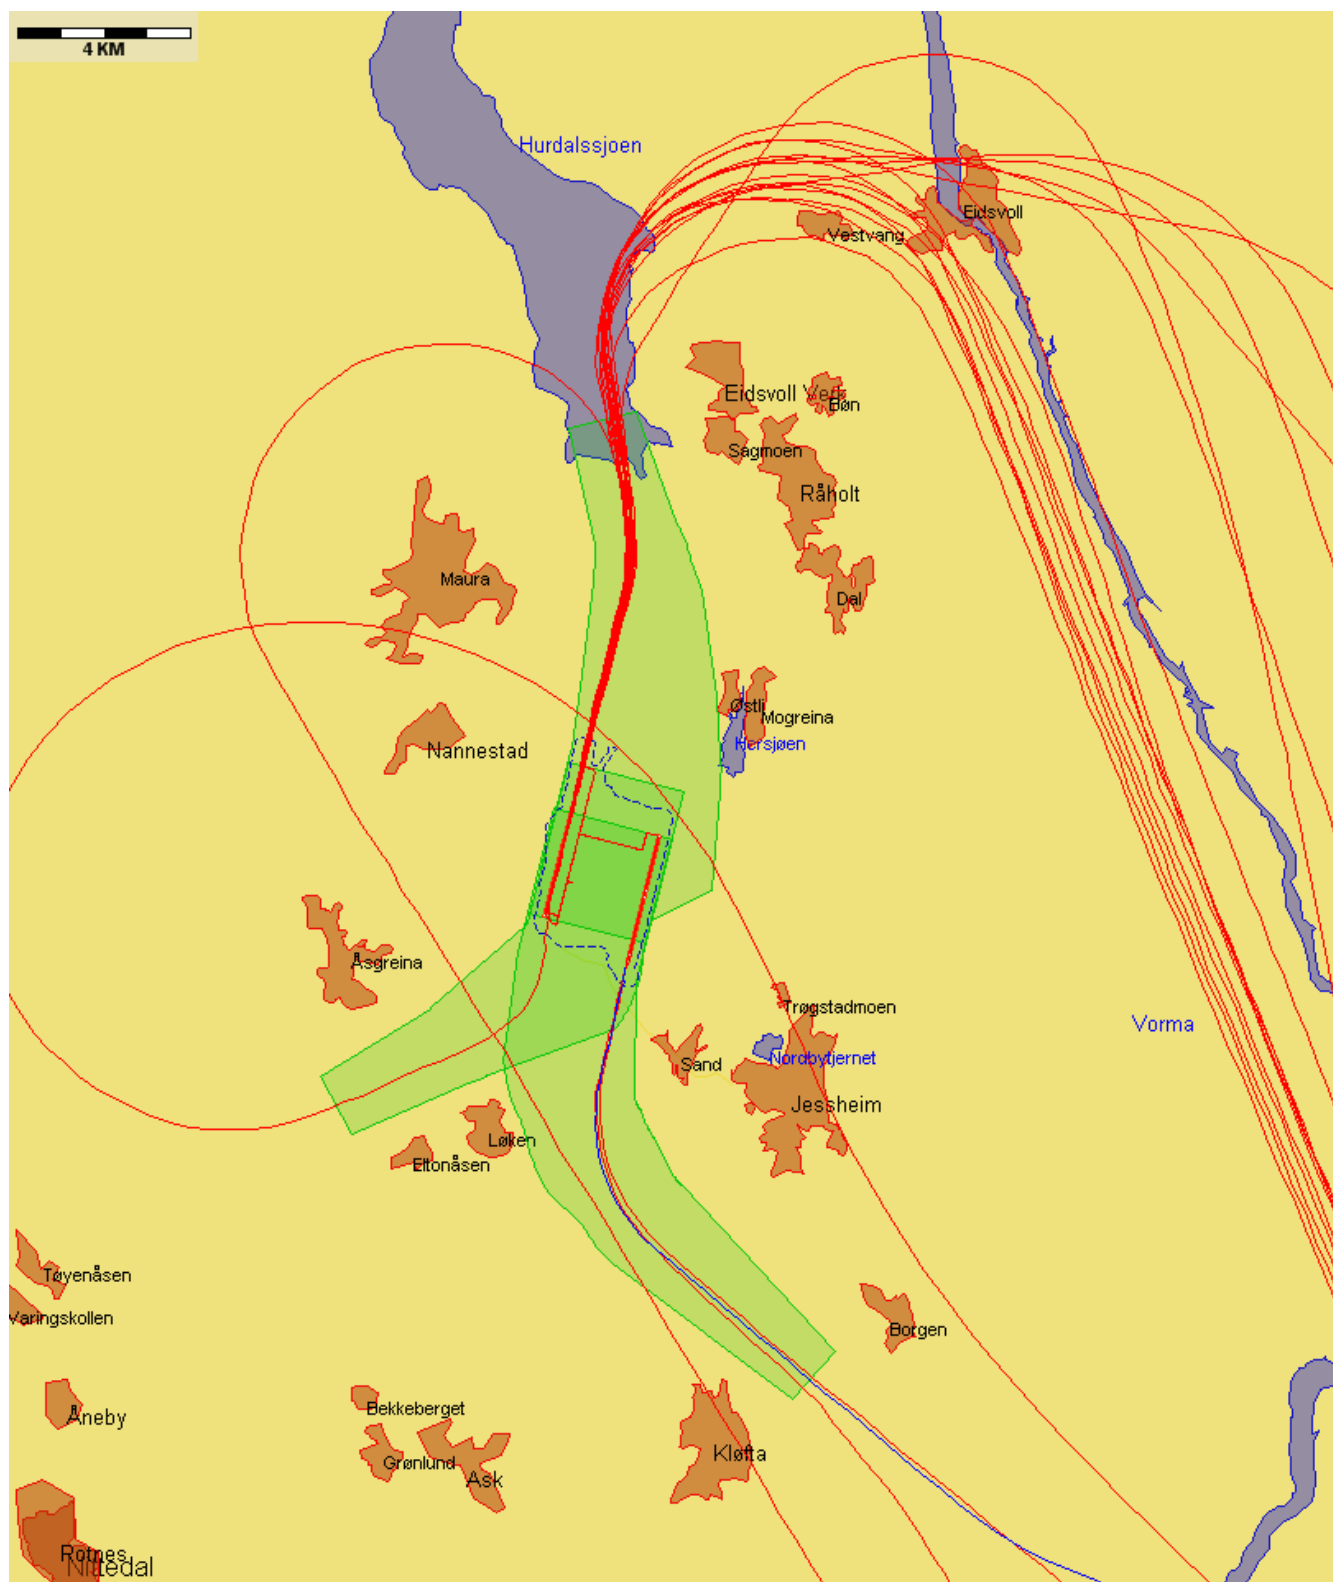 4 KM
Hurdalssjoen
Eidsvoll
Vestvang
Eidsvoll Verk
Bøn
Sagmoen
Råholt
Maura
Dal
Østli
Mogreina
Hersjøen
Nannestad
Åsgreina
Trøgstadmoen
Vorma
Nordbytjernet
Sand
Jessheim
Løken
Eltonåsen
Tøyenåsen
Varingskollen
Borgen
Bekkeberget
Åneby
Kløfta
Grønlund
Ask
Rotnes
Nittedal